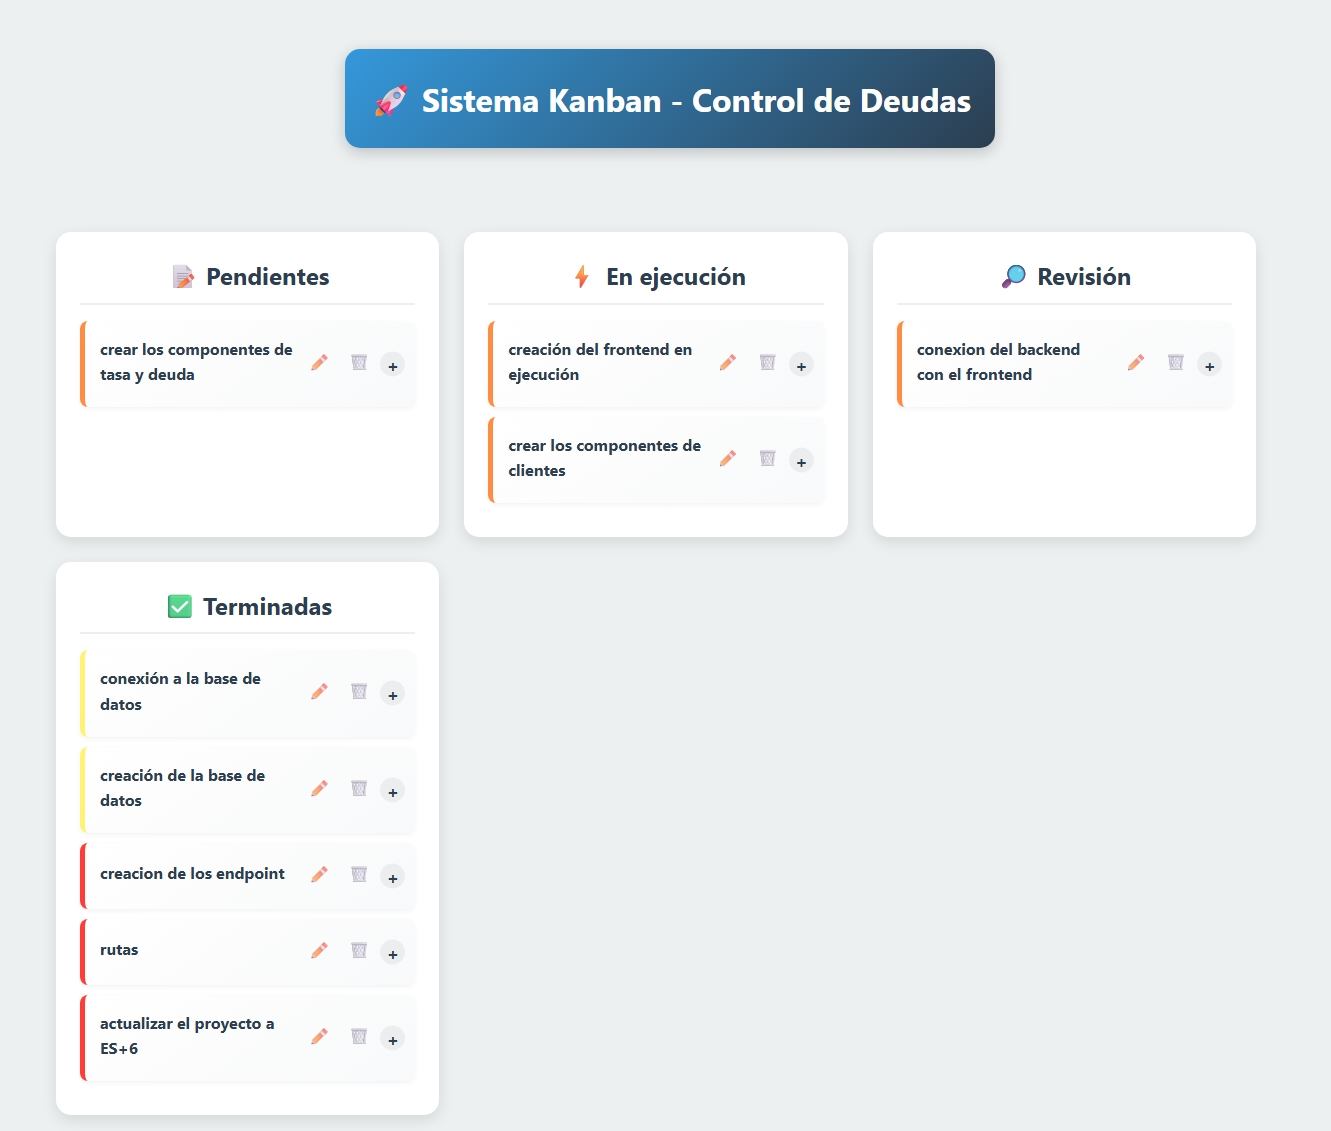 🚀 Sistema Kanban - Control de Deudas
📝 Pendientes
crear los componentes de
tasa y deuda
+
⚡ En ejecución
creación del frontend en
ejecución
+
crear los componentes de
clientes
+
🔎 Revisión
conexion del backend
con el frontend
+
✅ Terminadas
conexión a la base de
datos
+
creación de la base de
datos
+
creacion de los endpoint
+
rutas
+
actualizar el proyecto a
ES+6
+